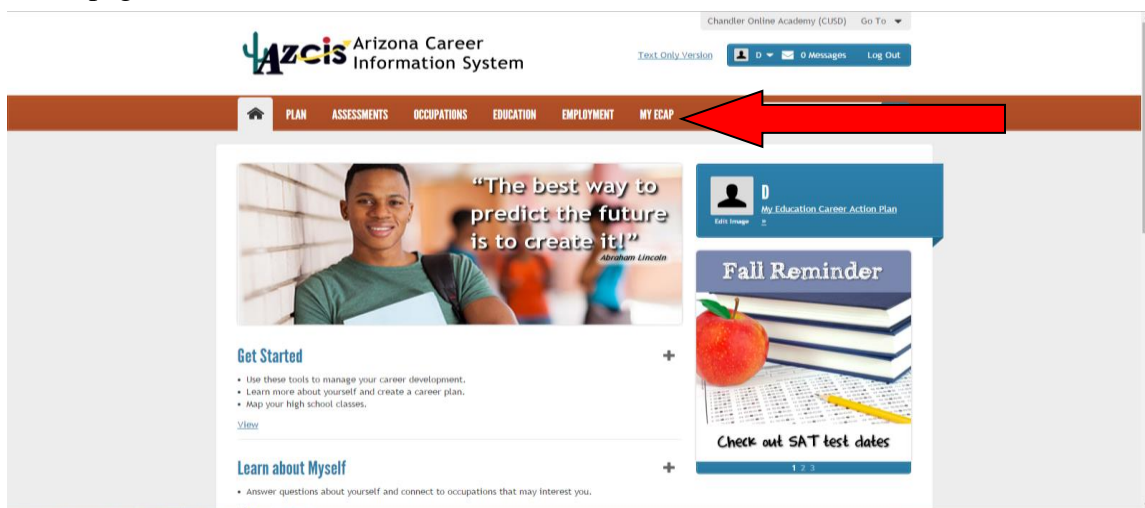 Chandler Online Academy (CUSD) Go To
AZCIS Arizona Career
Information System
Text Only Version
D 0 Messages Log Out
PLAN ASSESSMENTS OCCUPATIONS EDUCATION EMPLOYMENT MY ECAP
"The best way to
predict the future
is to create it!"
Abraham Lincoln
D
My Education Career Action Plan
»
Edit Image
Fall Reminder
Check out SAT test dates
1 2 3
Get Started
• Use these tools to manage your career development.
• Learn more about yourself and create a career plan.
• Map your high school classes.
View
Learn about Myself
• Answer questions about yourself and connect to occupations that may interest you.